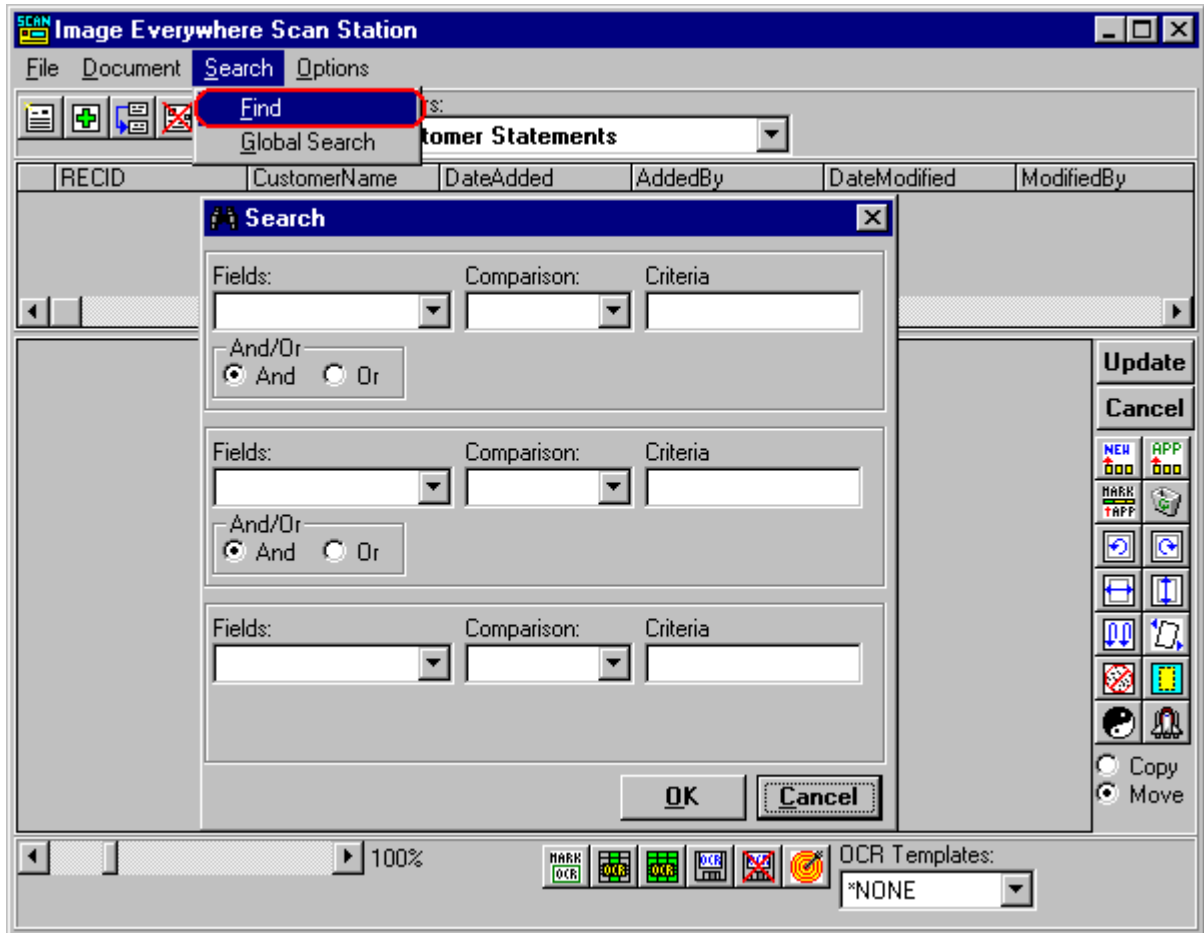 SCAN Image Everywhere Scan Station
File Document Search Options
Find
Global Search
rs:
tomer Statements
RECID CustomerName DateAdded AddedBy DateModified ModifiedBy
Search
Fields: Comparison: Criteria
And/Or
And Or
Fields: Comparison: Criteria
And/Or
And Or
Fields: Comparison: Criteria
OK Cancel
Update
Cancel
NEW APP
MARK
APP
Copy
Move
100%
MARK
OCR OCR OCR OCR OCR
OCR Templates:
*NONE